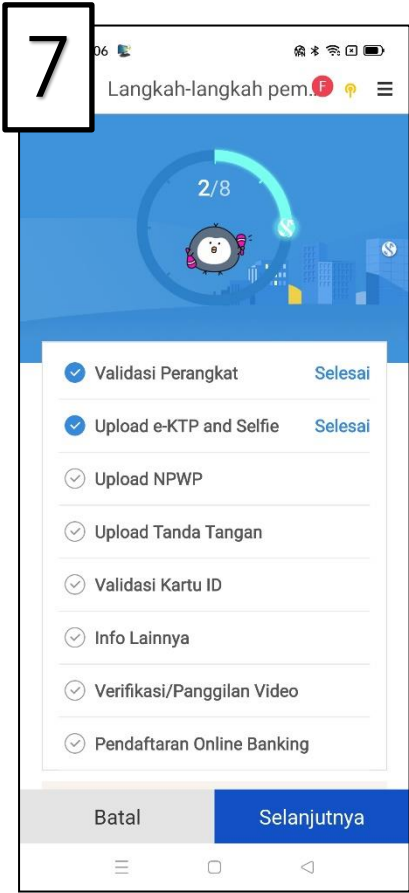 7
06
Langkah-langkah pem...
F
2/8
Validasi Perangkat Selesai
Upload e-KTP and Selfie Selesai
Upload NPWP
Upload Tanda Tangan
Validasi Kartu ID
Info Lainnya
Verifikasi/Panggilan Video
Pendaftaran Online Banking
Batal Selanjutnya